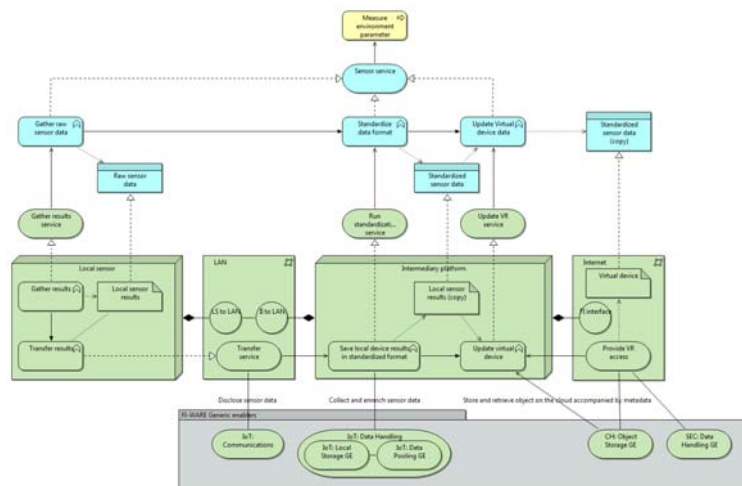 Measure
environment
parameter
Sensor service
Gather raw
sensor data
Standardize
data format
Update Virtual
device data
Standardized
sensor data
(copy)
Raw sensor
data
Standardized
sensor data
Gather results
service
Run
standardizati...
service
Update VR
service
Local sensor
LAN
Intermediary platform
Internet
Gather results
Local sensor
results
Local sensor
results (copy)
Virtual device
LS to LAN
II to LAN
FI interface
Transfer results
Transfer
service
Save local device results
in standardized format
Update virtual
device
Provide VR
access
Disclose sensor data
Collect and enrich sensor data
Store and retrieve object on the cloud accompanied by metadata
FI-WARE Generic enablers
IoT:
Communications
IoT: Data Handling
IoT: Local
Storage GE
IoT: Data
Pooling GE
CH: Object
Storage GE
SEC: Data
Handling GE